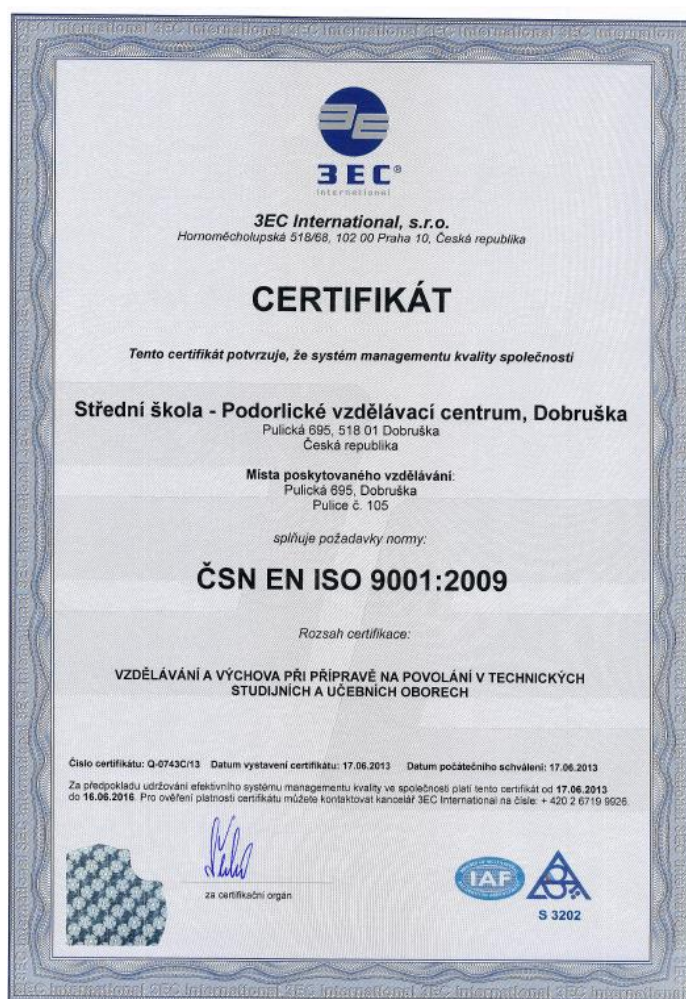 3EC®
international
3EC International, s.r.o.
Hornoměcholupská 518/68, 102 00 Praha 10, Česká republika
CERTIFIKÁT
Tento certifikát potvrzuje, že systém managementu kvality společnosti
Střední škola - Podorlické vzdělávací centrum, Dobruška
Pulická 695, 518 01 Dobruška
Česká republika
Místa poskytovaného vzdělávání:
Pulická 695, Dobruška
Pulice č. 105
splňuje požadavky normy:
ČSN EN ISO 9001:2009
Rozsah certifikace:
VZDĚLÁVÁNÍ A VÝCHOVA PŘI PŘÍPRAVĚ NA POVOLÁNÍ V TECHNICKÝCH
STUDIJNÍCH A UČEBNÍCH OBORECH
Číslo certifikátu: Q-0743C/13 Datum vystavení certifikátu: 17.06.2013 Datum počátečního schválení: 17.06.2013
Za předpokladu udržování efektivního systému managementu kvality ve společnosti platí tento certifikát od 17.06.2013
do 16.06.2016. Pro ověření platnosti certifikátu můžete kontaktovat kancelář 3EC International na čísle: + 420 2 6719 9926.
za certifikační orgán
IAF
S 3202